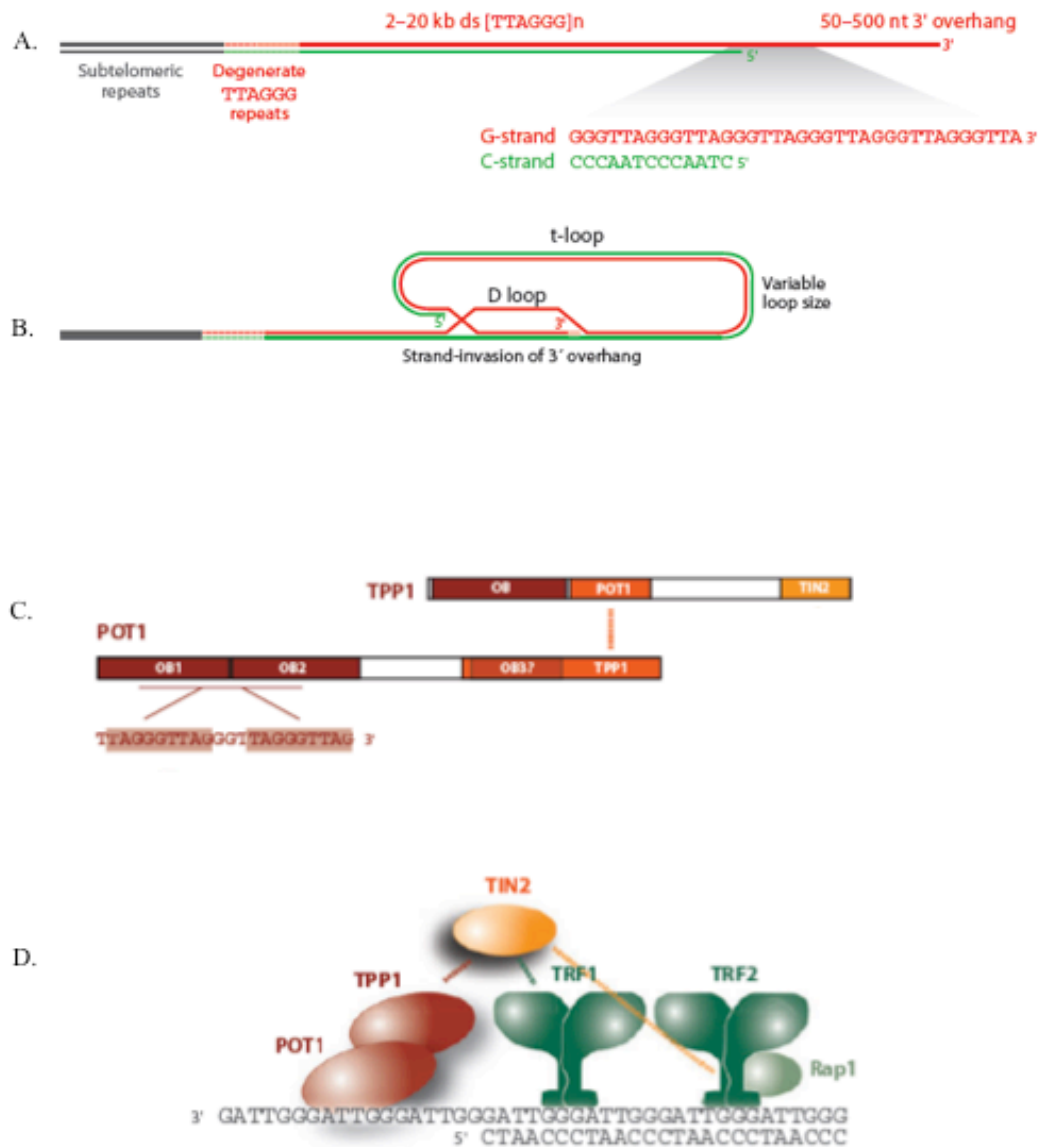 A.
2–20 kb ds [TTAGGG]n
50–500 nt 3' overhang
3'
5'
Subtelomeric
repeats
Degenerate
TTAGGG
repeats
G-strand GGGTTAGGGTTAGGGTTAGGGTTAGGGTTAGGGTTA 3'
C-strand CCCAATCCCAATC 5'
B.
t-loop
D loop
Variable
loop size
5'
3'
Strand-invasion of 3' overhang
C.
TPP1
OB
POT1
TIN2
POT1
OB1
OB2
OB3?
TPP1
TTAGGGTTAGGGTTAGGGTTAG 3'
D.
TIN2
TPP1
TRF1
TRF2
POT1
Rap1
3' GATTGGGATTGGGATTGGGATTGGGATTGGGATTGGGATTGGG
5' CTAACCCTAACCCTAACCCTAACCC